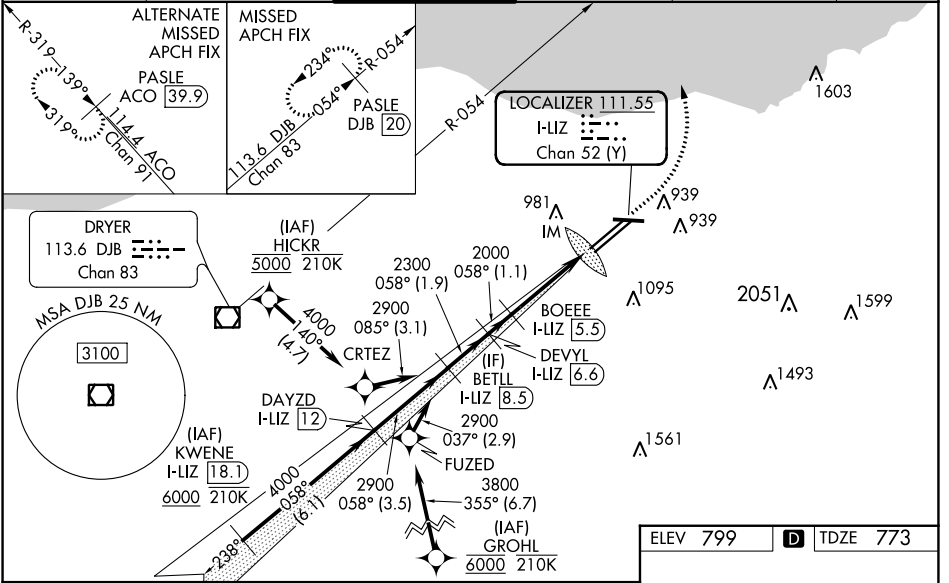 ALTERNATE
MISSED
APCH FIX
PASLE
ACO 39.9
R-319
139°
319°
114.4 ACO
Chan 91
MISSED
APCH FIX
234°
R-054
054°
PASLE
DJB 20
113.6 DJB
Chan 83
R-054
LOCALIZER 111.55
I-LIZ
Chan 52 (Y)
1603
981
IM
939
939
DRYER
113.6 DJB
Chan 83
(IAF)
HICKR
5000 210K
4000
140°
(4.7)
2300
058° (1.9)
2000
058° (1.1)
2900
085° (3.1)
CRTEZ
BOEEE
I-LIZ 5.5
DEVYL
I-LIZ 6.6
(IF)
BETLL
I-LIZ 8.5
1095
2051
1599
1493
1561
MSA DJB 25 NM
3100
DAYZD
I-LIZ 12
2900
037° (2.9)
FUZED
(IAF)
KWENE
I-LIZ 18.1
6000 210K
4000
058°
(6.1)
238°
2900
058° (3.5)
3800
355° (6.7)
(IAF)
GROHL
6000 210K
ELEV 799
D
TDZE 773